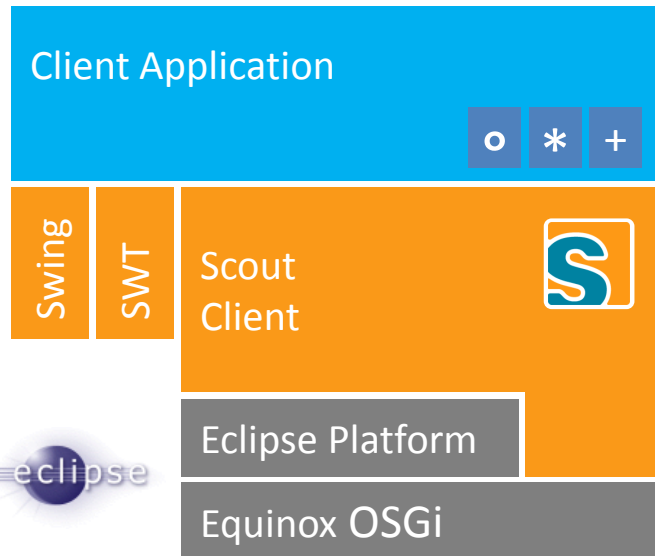 Client Application
° * +
Swing
SWT
Scout
Client
S
Eclipse Platform
eclipse
Equinox OSGi